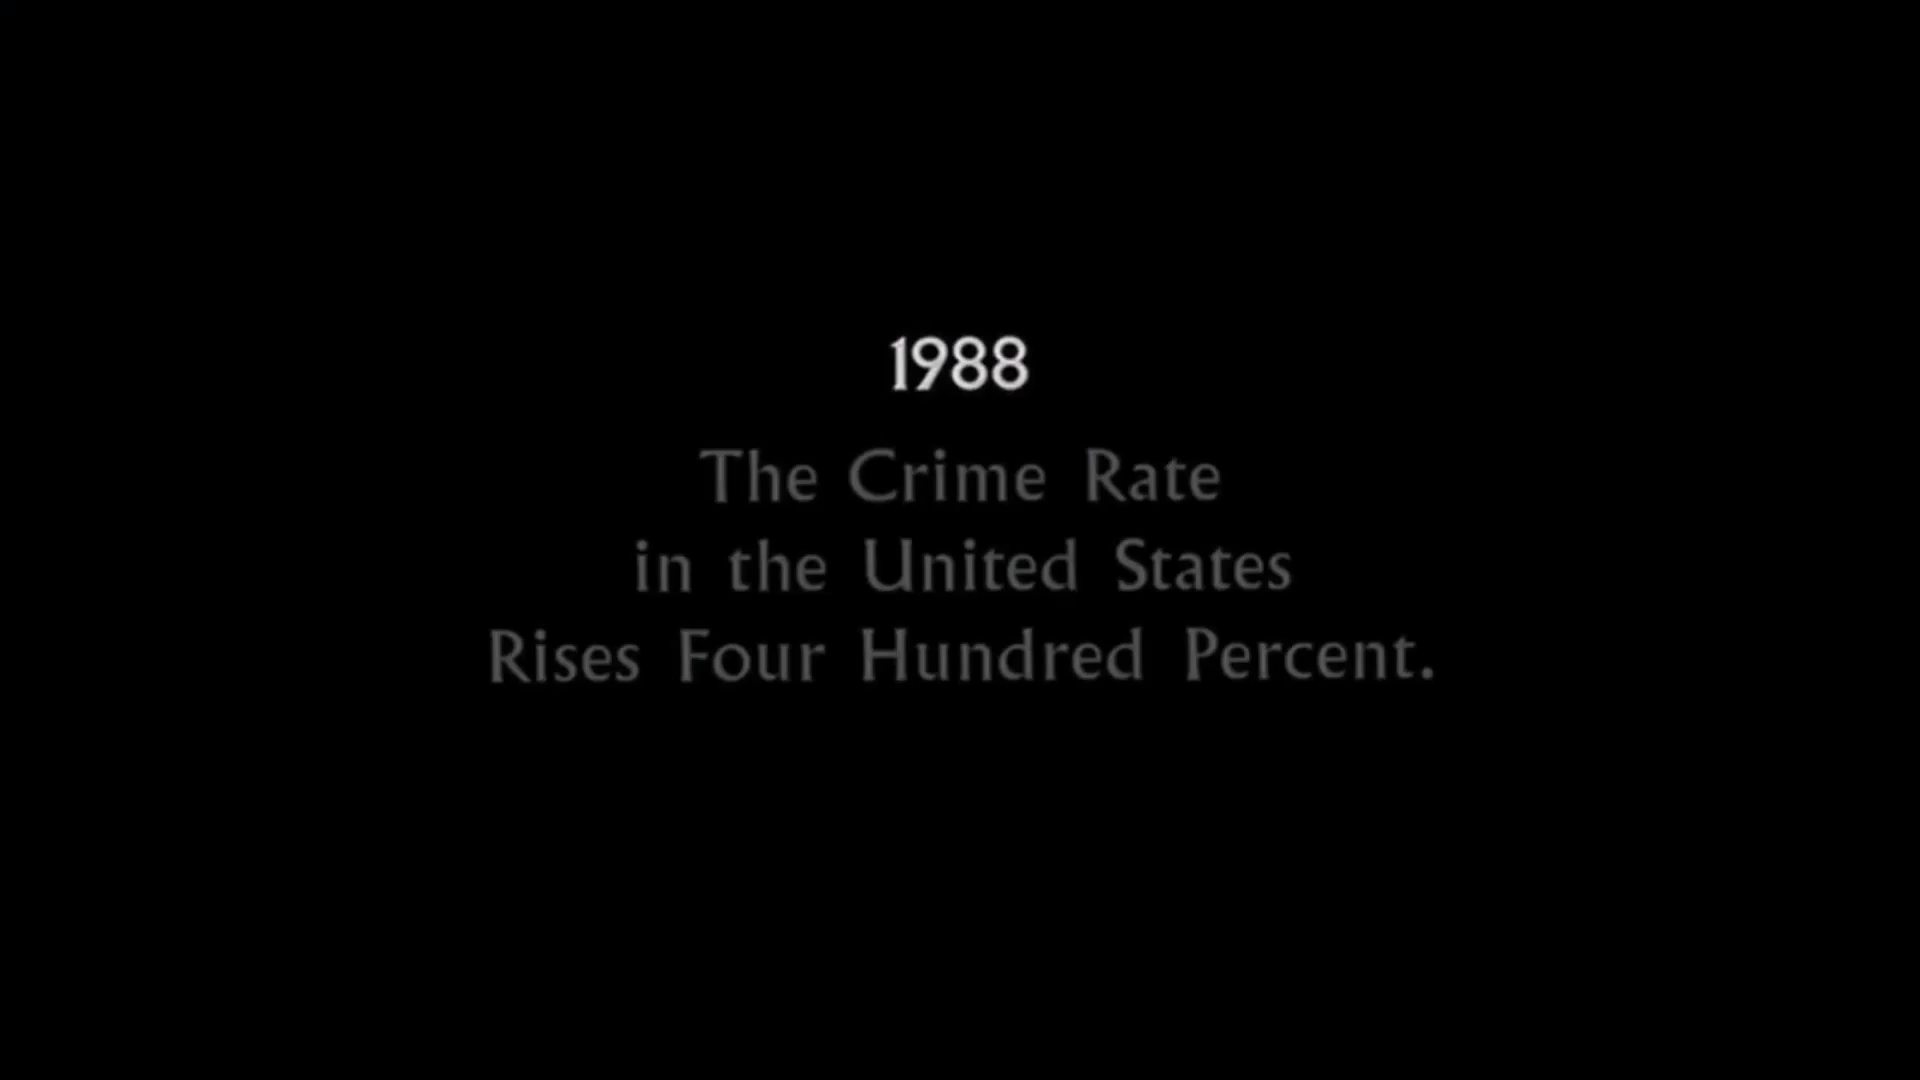 1988
The Crime Rate
in the United States
Rises Four Hundred Percent.